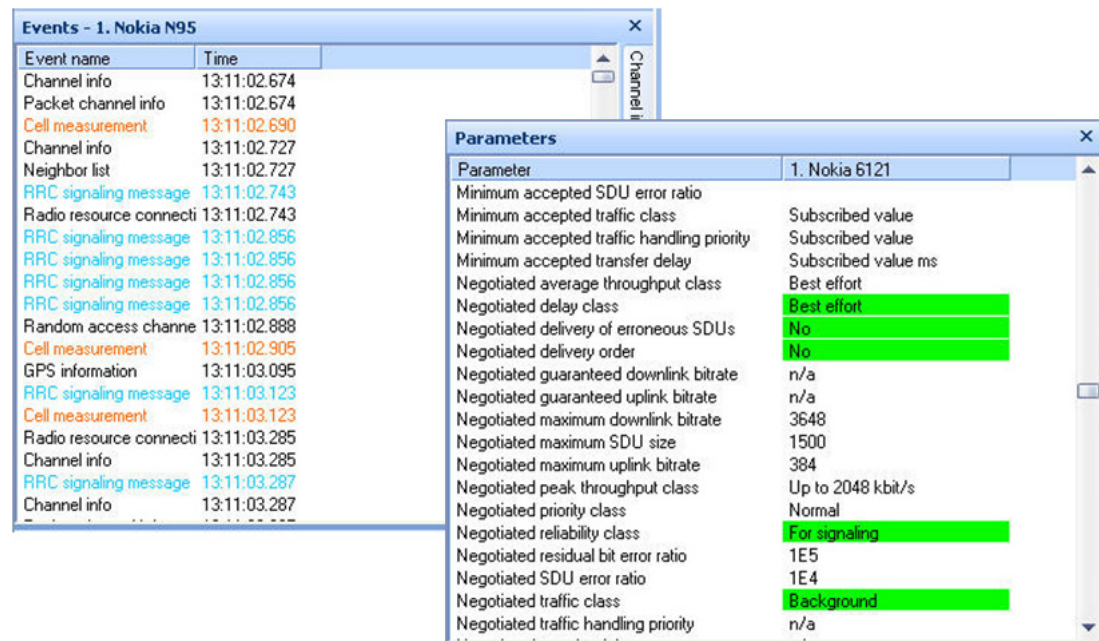 Events - 1. Nokia N95
Event name Time
Channel info 13:11:02.674
Packet channel info 13:11:02.674
Cell measurement 13:11:02.690
Channel info 13:11:02.727
Neighbor list 13:11:02.727
RRC signaling message 13:11:02.743
Radio resource connecti 13:11:02.743
RRC signaling message 13:11:02.856
RRC signaling message 13:11:02.856
RRC signaling message 13:11:02.856
RRC signaling message 13:11:02.856
Random access channe 13:11:02.888
Cell measurement 13:11:02.905
GPS information 13:11:03.095
RRC signaling message 13:11:03.123
Cell measurement 13:11:03.123
Radio resource connecti 13:11:03.285
Channel info 13:11:03.285
RRC signaling message 13:11:03.287
Channel info 13:11:03.287
Channel i
Parameters
Parameter 1. Nokia 6121
Minimum accepted SDU error ratio
Minimum accepted traffic class Subscribed value
Minimum accepted traffic handling priority Subscribed value
Minimum accepted transfer delay Subscribed value ms
Negotiated average throughput class Best effort
Negotiated delay class Best effort
Negotiated delivery of erroneous SDUs No
Negotiated delivery order No
Negotiated guaranteed downlink bitrate n/a
Negotiated guaranteed uplink bitrate n/a
Negotiated maximum downlink bitrate 3648
Negotiated maximum SDU size 1500
Negotiated maximum uplink bitrate 384
Negotiated peak throughput class Up to 2048 kbit/s
Negotiated priority class Normal
Negotiated reliability class For signaling
Negotiated residual bit error ratio 1E5
Negotiated SDU error ratio 1E4
Negotiated traffic class Background
Negotiated traffic handling priority n/a